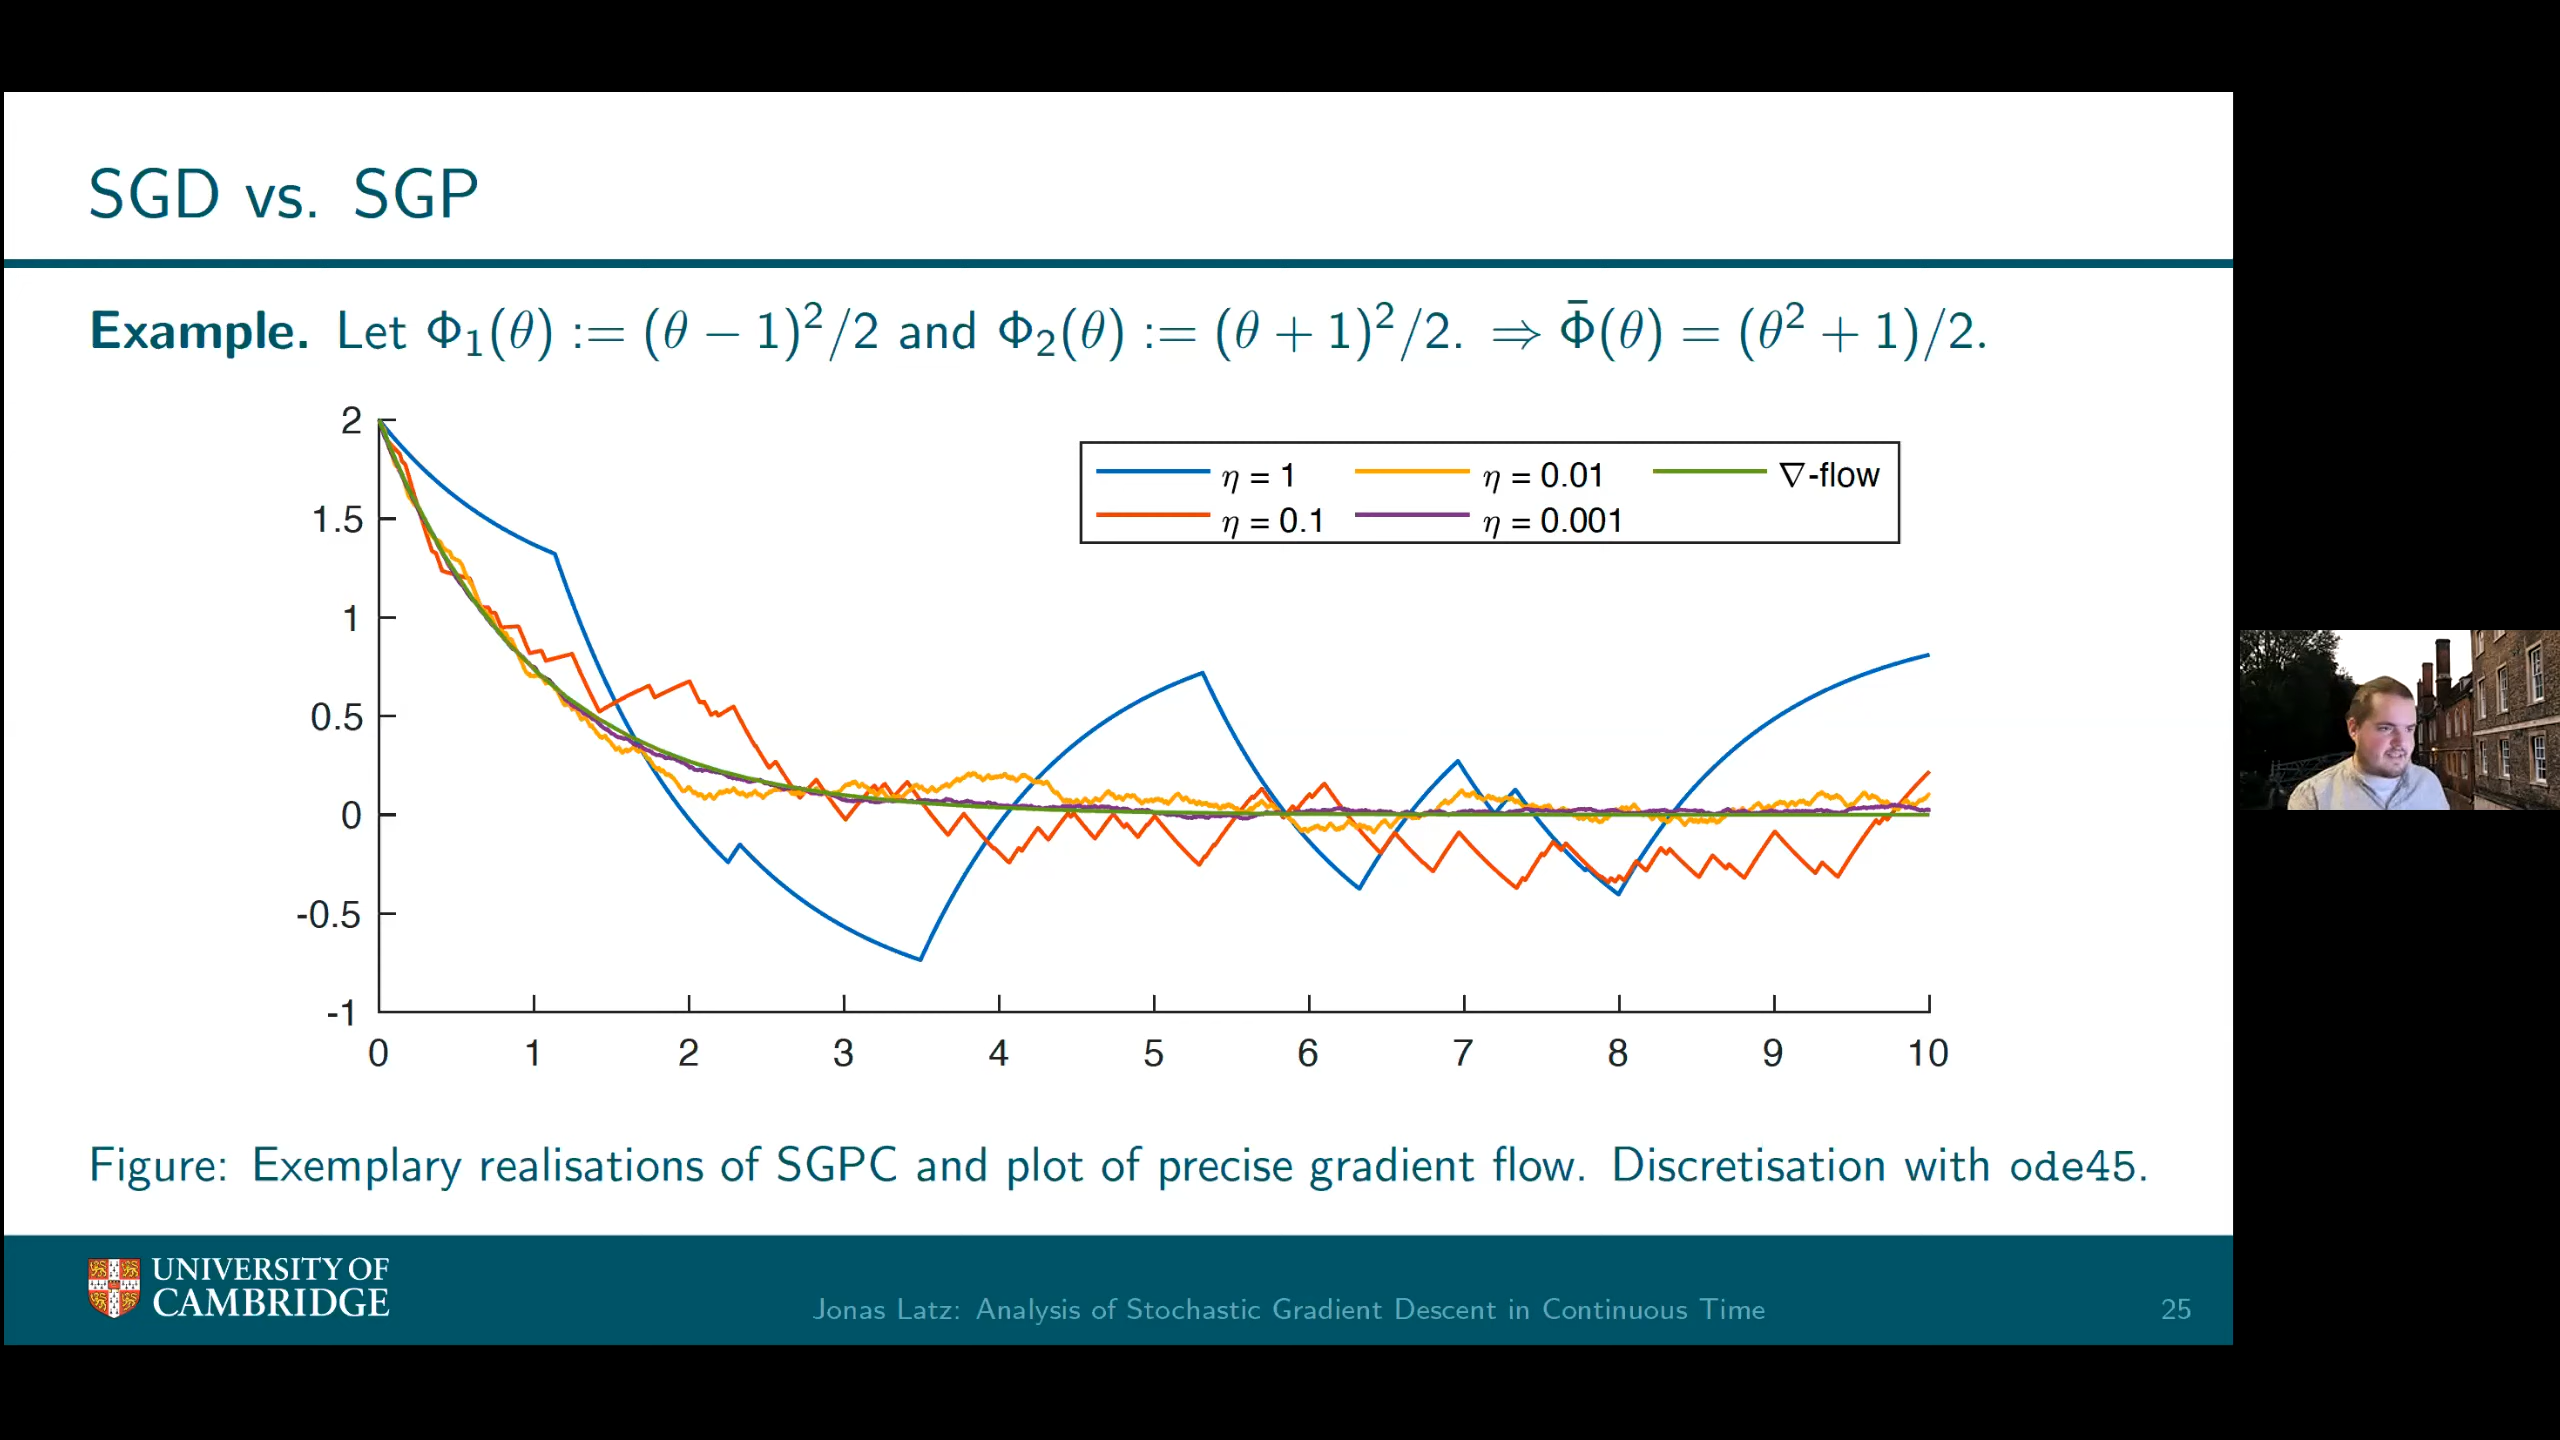 SGD vs. SGP
Example. Let Φ₁(θ) := (θ − 1)²/2 and Φ₂(θ) := (θ + 1)²/2. ⇒ Φ̄(θ) = (θ² + 1)/2.
η = 1 η = 0.01 ∇-flow
η = 0.1 η = 0.001
2
1.5
1
0.5
0
-0.5
-1
0 1 2 3 4 5 6 7 8 9 10
Figure: Exemplary realisations of SGPC and plot of precise gradient flow. Discretisation with ode45.
UNIVERSITY OF
CAMBRIDGE
Jonas Latz: Analysis of Stochastic Gradient Descent in Continuous Time 25